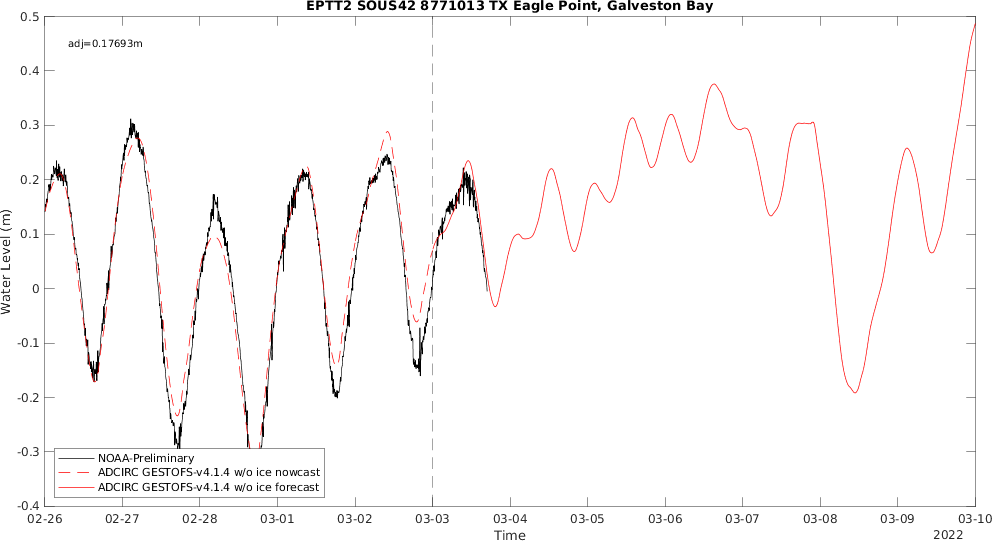 EPTT2 SOUS42 8771013 TX Eagle Point, Galveston Bay
adj=0.17693m
0.5
0.4
0.3
0.2
0.1
0
-0.1
-0.2
-0.3
-0.4
Water Level (m)
NOAA-Preliminary
ADCIRC GESTOFS-v4.1.4 w/o ice nowcast
ADCIRC GESTOFS-v4.1.4 w/o ice forecast
02-26 02-27 02-28 03-01 03-02 03-03 03-04 03-05 03-06 03-07 03-08 03-09 03-10
Time
2022